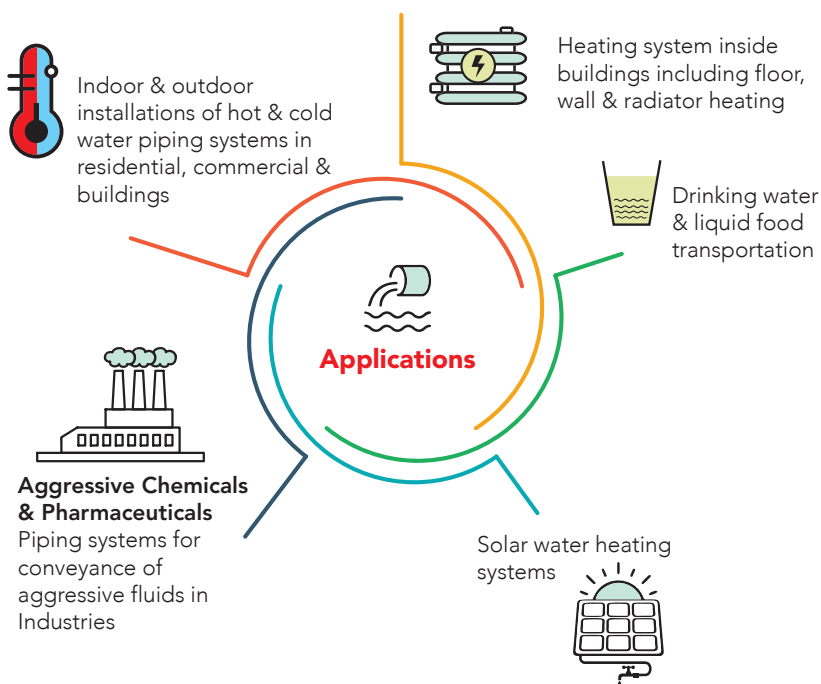 Indoor & outdoor
installations of hot & cold
water piping systems in
residential, commercial &
buildings
Heating system inside
buildings including floor,
wall & radiator heating
Drinking water
& liquid food
transportation
Applications
Aggressive Chemicals
& Pharmaceuticals
Piping systems for
conveyance of
aggressive fluids in
Industries
Solar water heating
systems